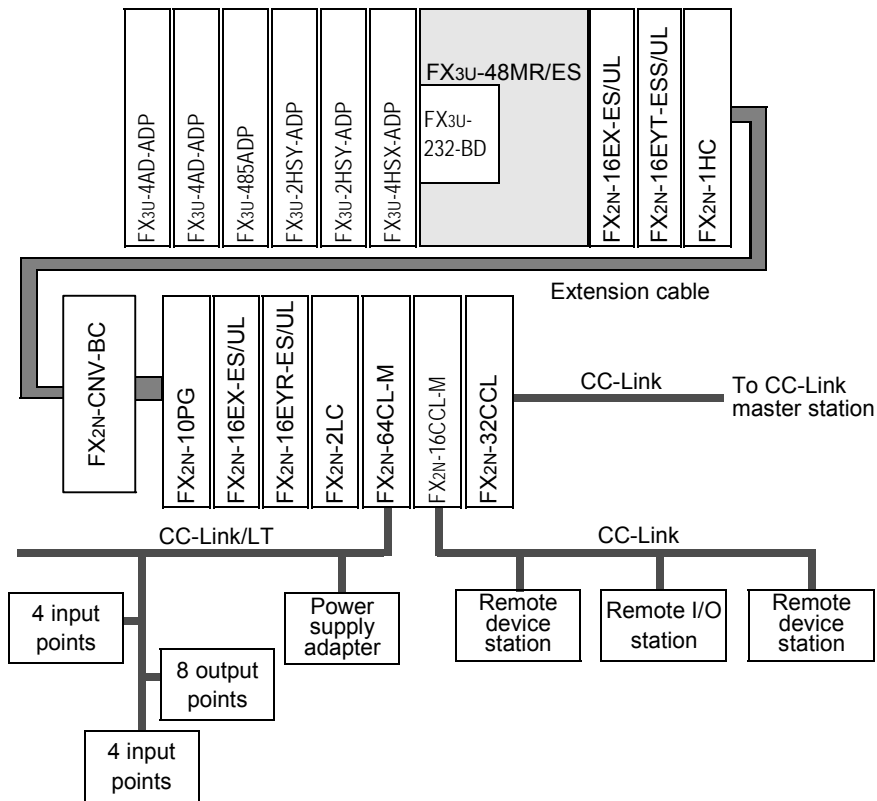 FX3U-4AD-ADP
FX3U-4AD-ADP
FX3U-485ADP
FX3U-2HSY-ADP
FX3U-2HSY-ADP
FX3U-4HSX-ADP
FX3U-48MR/ES
FX3U-
232-BD
FX2N-16EX-ES/UL
FX2N-16EYT-ESS/UL
FX2N-1HC
Extension cable
FX2N-CNV-BC
FX2N-10PG
FX2N-16EX-ES/UL
FX2N-16EYR-ES/UL
FX2N-2LC
FX2N-64CL-M
FX2N-16CCL-M
FX2N-32CCL
CC-Link
To CC-Link
master station
CC-Link/LT
CC-Link
4 input
points
Power
supply
adapter
Remote
device
station
Remote I/O
station
Remote
device
station
8 output
points
4 input
points